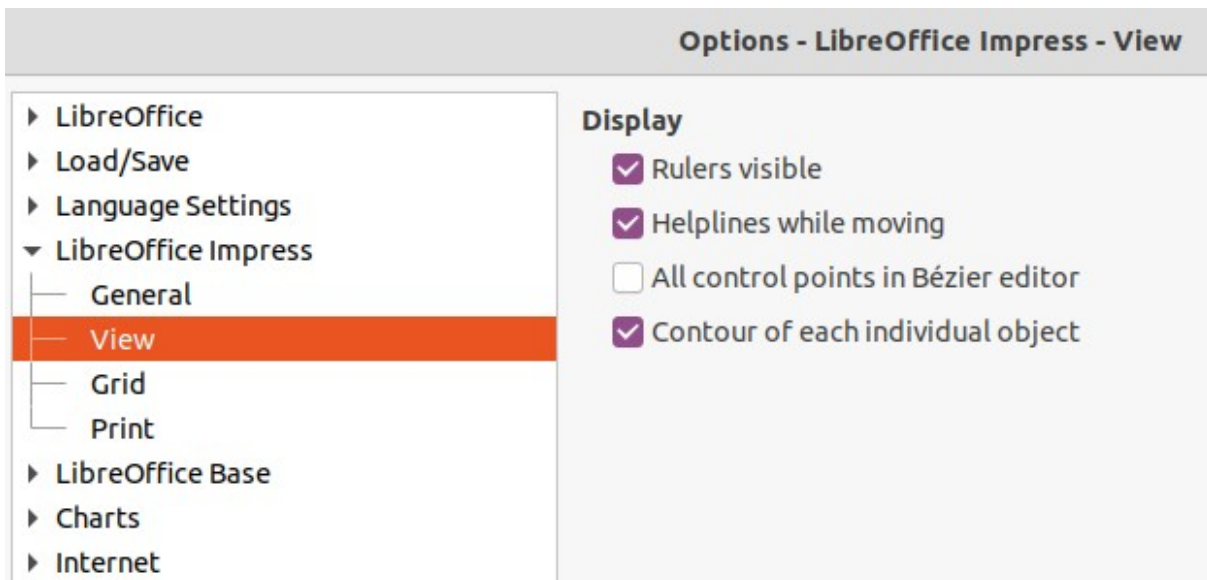 Options - LibreOffice Impress - View
LibreOffice
Load/Save
Language Settings
LibreOffice Impress
General
View
Grid
Print
LibreOffice Base
Charts
Internet
Display
Rulers visible
Helplines while moving
All control points in Bézier editor
Contour of each individual object